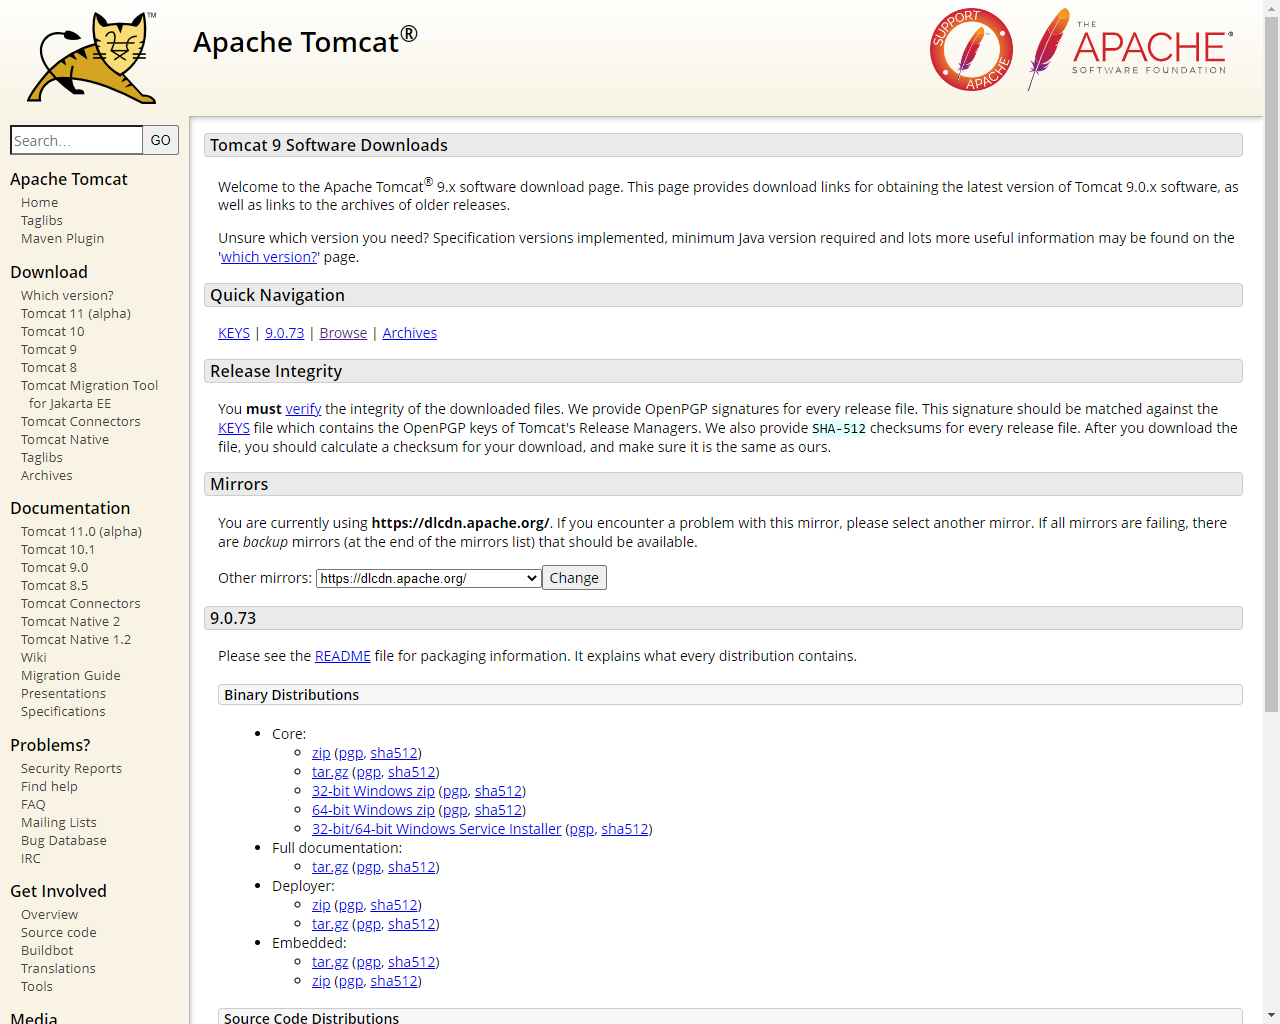 TM
Apache Tomcat®
SUPPORT
APACHE
THE
APACHE®
SOFTWARE FOUNDATION
Search…
GO
Apache Tomcat
Home
Taglibs
Maven Plugin
Download
Which version?
Tomcat 11 (alpha)
Tomcat 10
Tomcat 9
Tomcat 8
Tomcat Migration Tool
for Jakarta EE
Tomcat Connectors
Tomcat Native
Taglibs
Archives
Documentation
Tomcat 11.0 (alpha)
Tomcat 10.1
Tomcat 9.0
Tomcat 8.5
Tomcat Connectors
Tomcat Native 2
Tomcat Native 1.2
Wiki
Migration Guide
Presentations
Specifications
Problems?
Security Reports
Find help
FAQ
Mailing Lists
Bug Database
IRC
Get Involved
Overview
Source code
Buildbot
Translations
Tools
Media
Tomcat 9 Software Downloads
Welcome to the Apache Tomcat® 9.x software download page. This page provides download links for obtaining the latest version of Tomcat 9.0.x software, as
well as links to the archives of older releases.
Unsure which version you need? Specification versions implemented, minimum Java version required and lots more useful information may be found on the
'which version?' page.
Quick Navigation
KEYS | 9.0.73 | Browse | Archives
Release Integrity
You must verify the integrity of the downloaded files. We provide OpenPGP signatures for every release file. This signature should be matched against the
KEYS file which contains the OpenPGP keys of Tomcat's Release Managers. We also provide SHA-512 checksums for every release file. After you download the
file, you should calculate a checksum for your download, and make sure it is the same as ours.
Mirrors
You are currently using https://dlcdn.apache.org/. If you encounter a problem with this mirror, please select another mirror. If all mirrors are failing, there
are backup mirrors (at the end of the mirrors list) that should be available.
Other mirrors: https://dlcdn.apache.org/ Change
9.0.73
Please see the README file for packaging information. It explains what every distribution contains.
Binary Distributions
Core:
zip (pgp, sha512)
tar.gz (pgp, sha512)
32-bit Windows zip (pgp, sha512)
64-bit Windows zip (pgp, sha512)
32-bit/64-bit Windows Service Installer (pgp, sha512)
Full documentation:
tar.gz (pgp, sha512)
Deployer:
zip (pgp, sha512)
tar.gz (pgp, sha512)
Embedded:
tar.gz (pgp, sha512)
zip (pgp, sha512)
Source Code Distributions